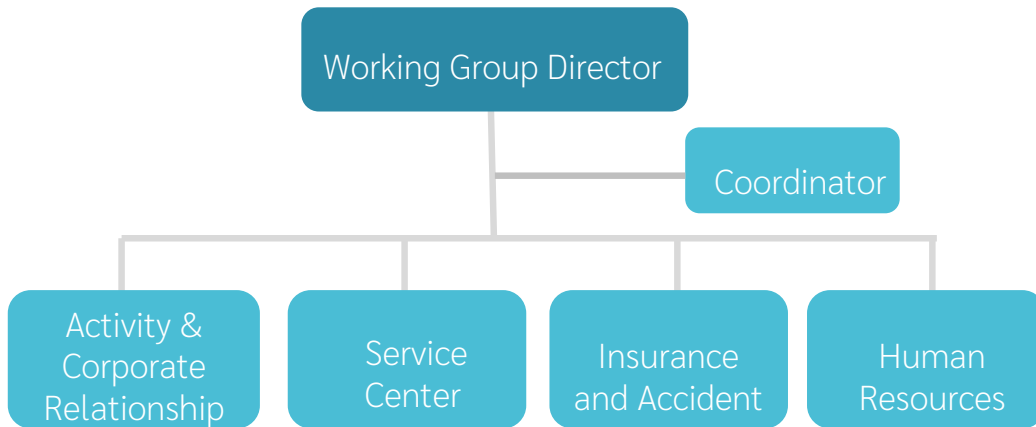 Working Group Director
Coordinator
Activity &
Corporate
Relationship
Service
Center
Insurance
and Accident
Human
Resources